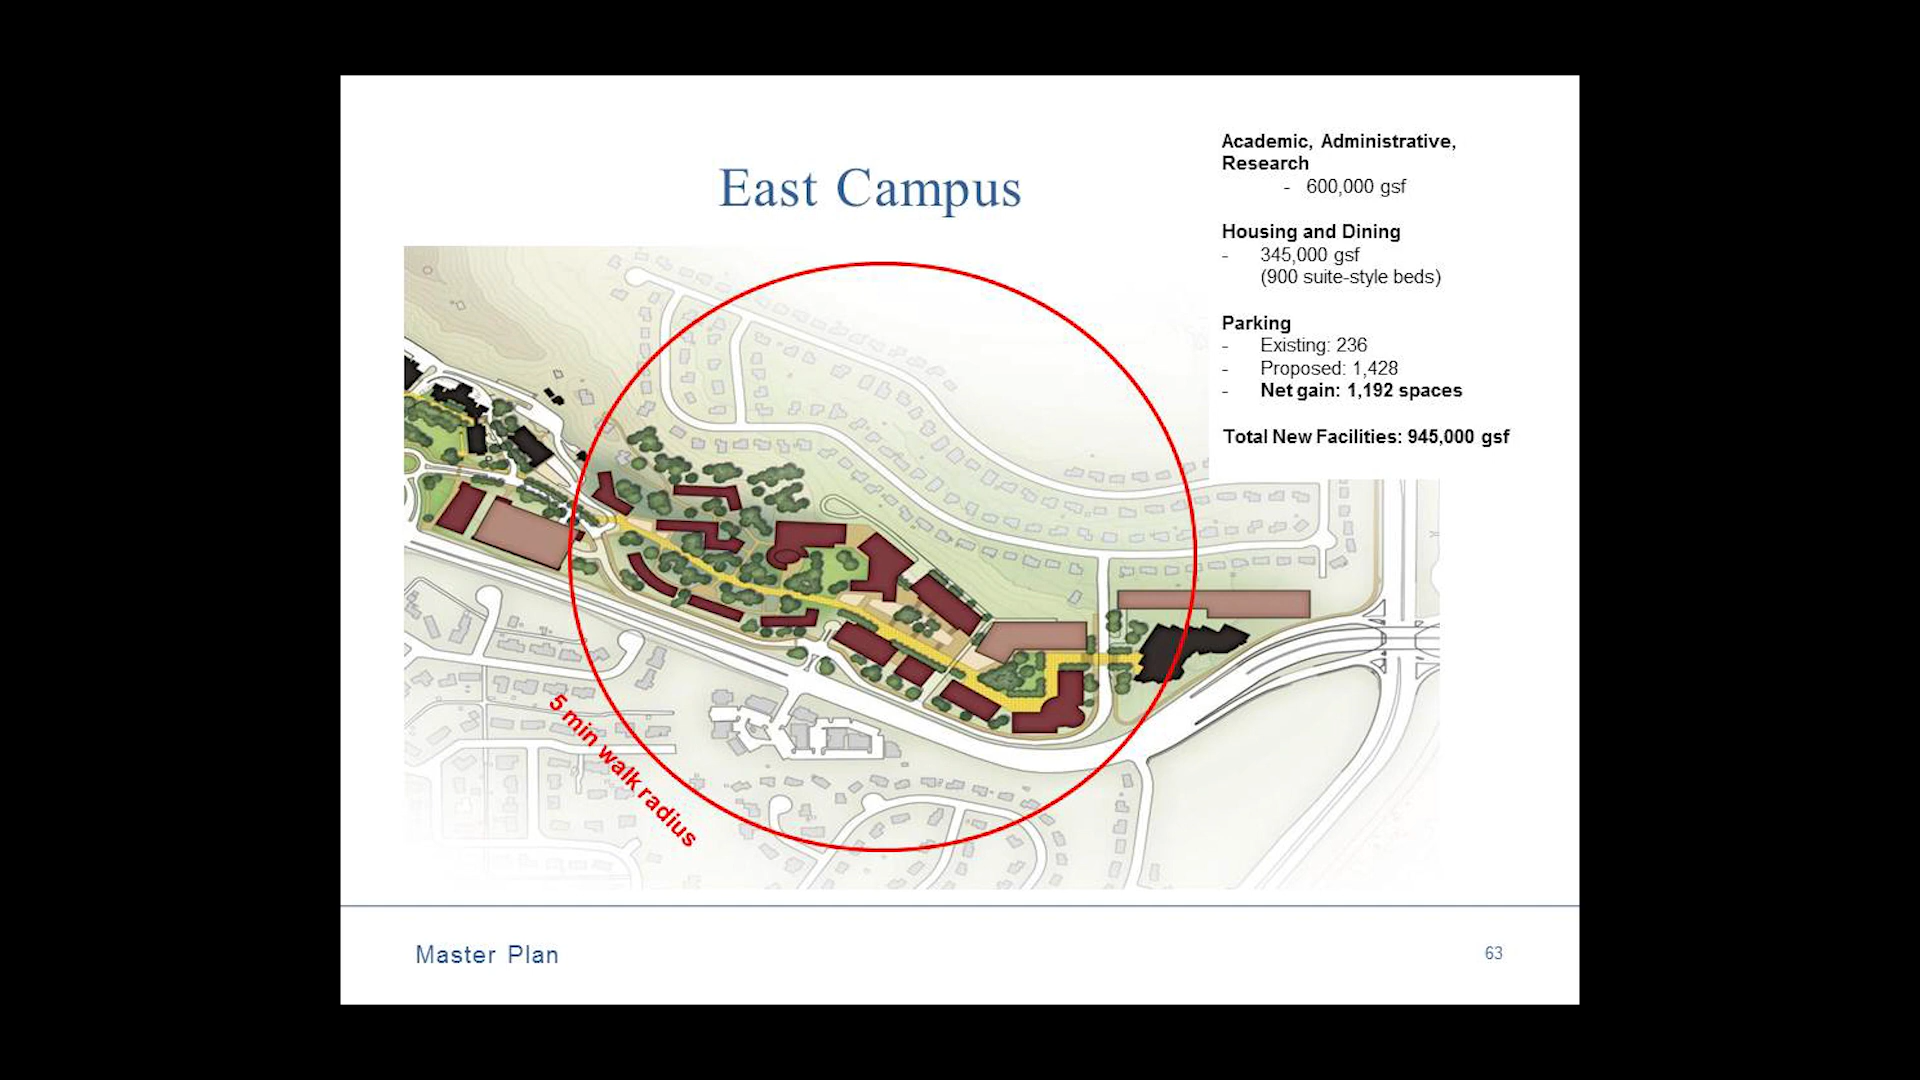 East Campus
Academic, Administrative,
Research
- 600,000 gsf
Housing and Dining
- 345,000 gsf
(900 suite-style beds)
Parking
- Existing: 236
- Proposed: 1,428
- Net gain: 1,192 spaces
Total New Facilities: 945,000 gsf
5 min walk radius
Master Plan
63